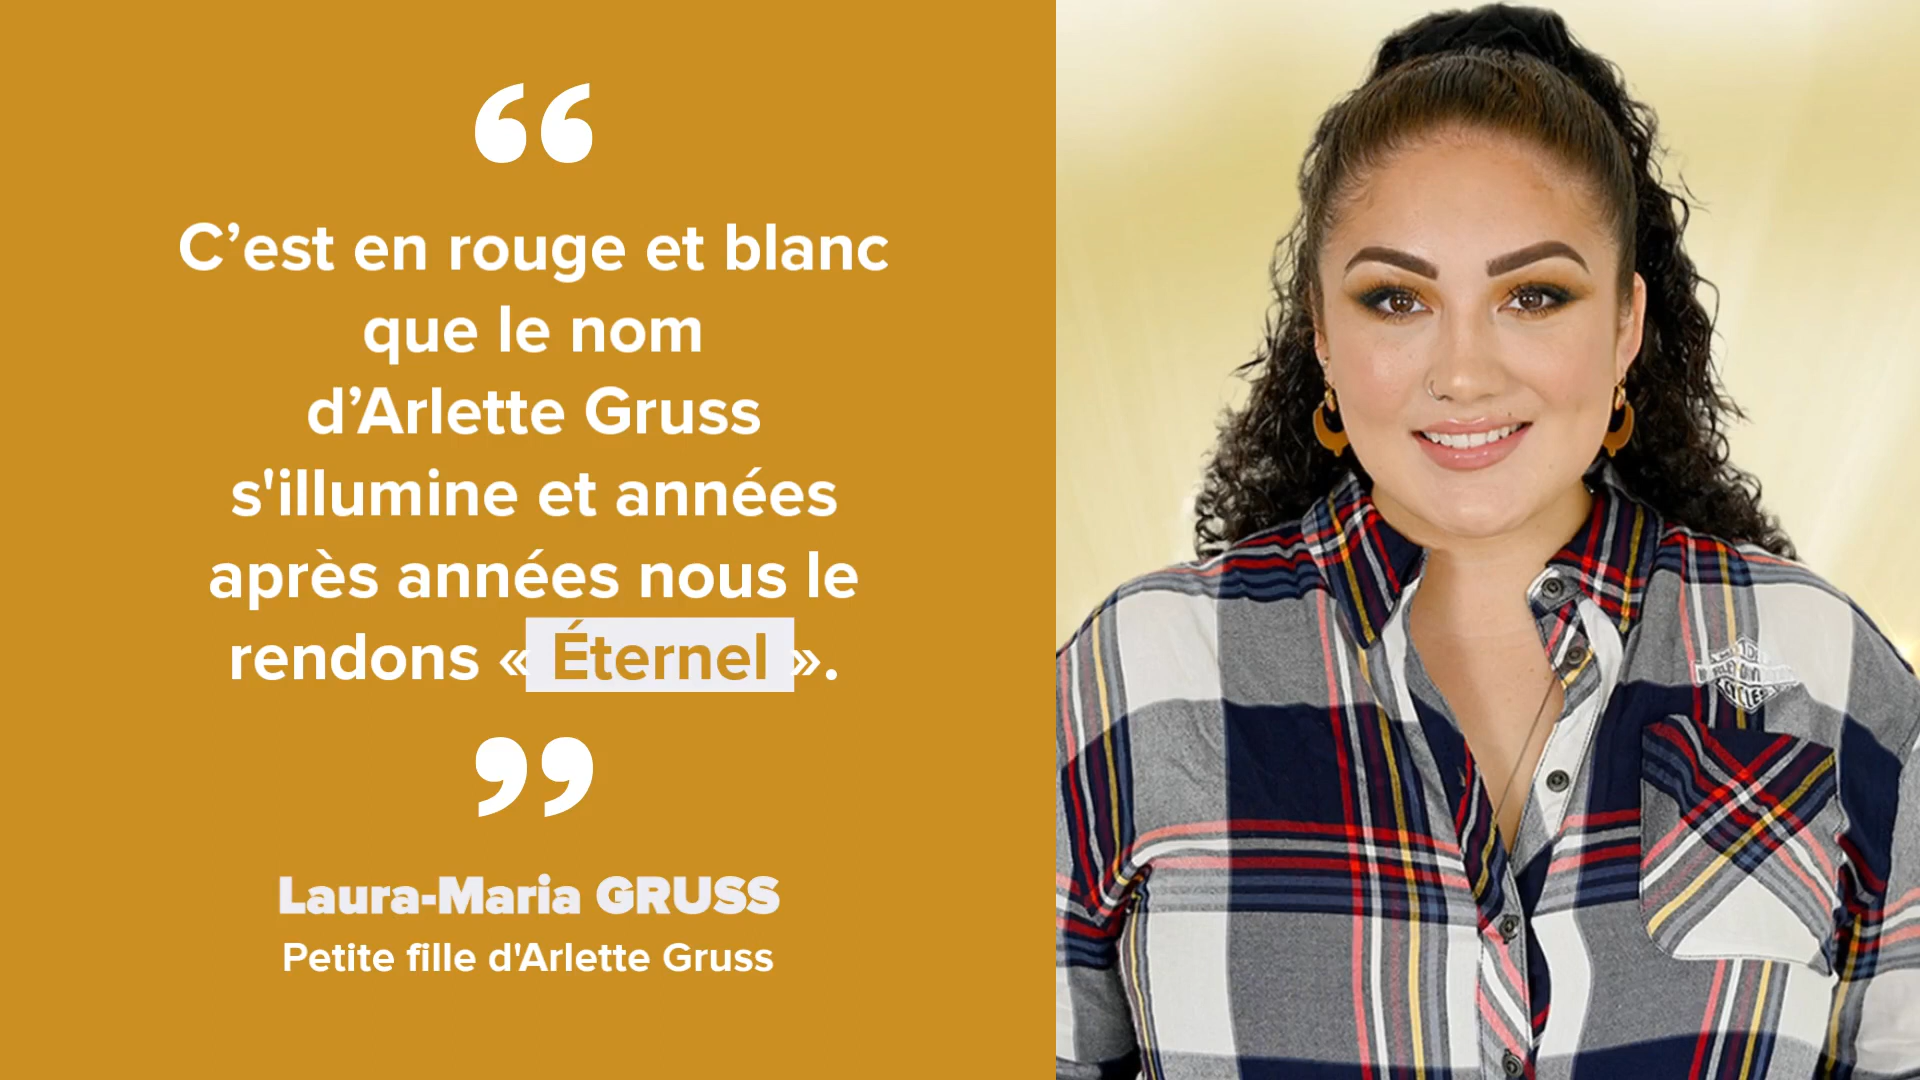 “
C’est en rouge et blanc
que le nom
d’Arlette Gruss
s'illumine et années
après années nous le
rendons « Éternel ».
”
Laura-Maria GRUSS
Petite fille d'Arlette Gruss